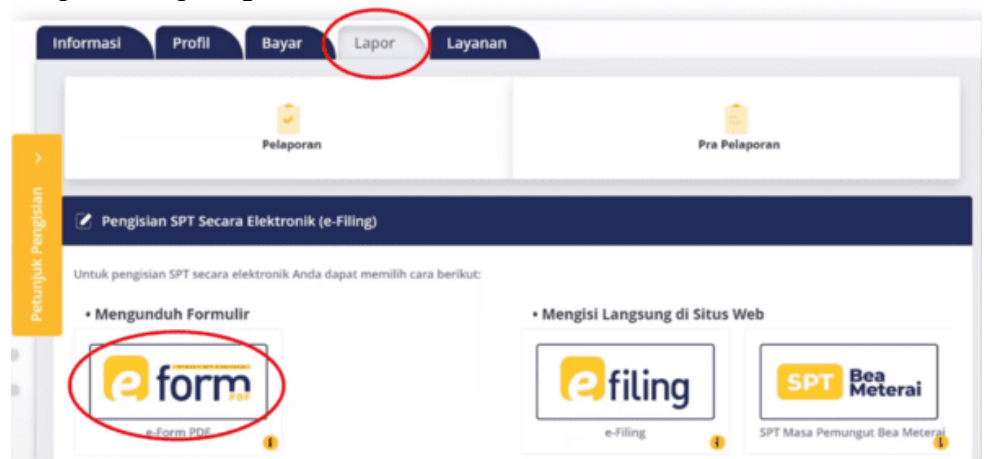 Informasi Profil Bayar Lapor Layanan
Pelaporan
Pra Pelaporan
Petunjuk Pengisian
Pengisian SPT Secara Elektronik (e-Filing)
Untuk pengisian SPT secara elektronik Anda dapat memilih cara berikut:
• Mengunduh Formulir
e form
PDF
e-Form PDF
• Mengisi Langsung di Situs Web
e filing
e-Filing
SPT Bea
Meterai
SPT Masa Pemungut Bea Meterai